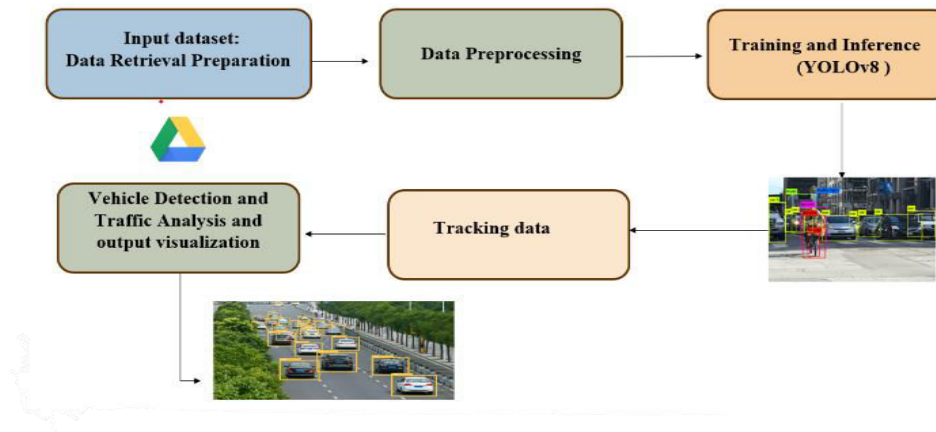 Input dataset:
Data Retrieval Preparation
Data Preprocessing
Training and Inference
(YOLOv8 )
Vehicle Detection and
Traffic Analysis and
output visualization
Tracking data